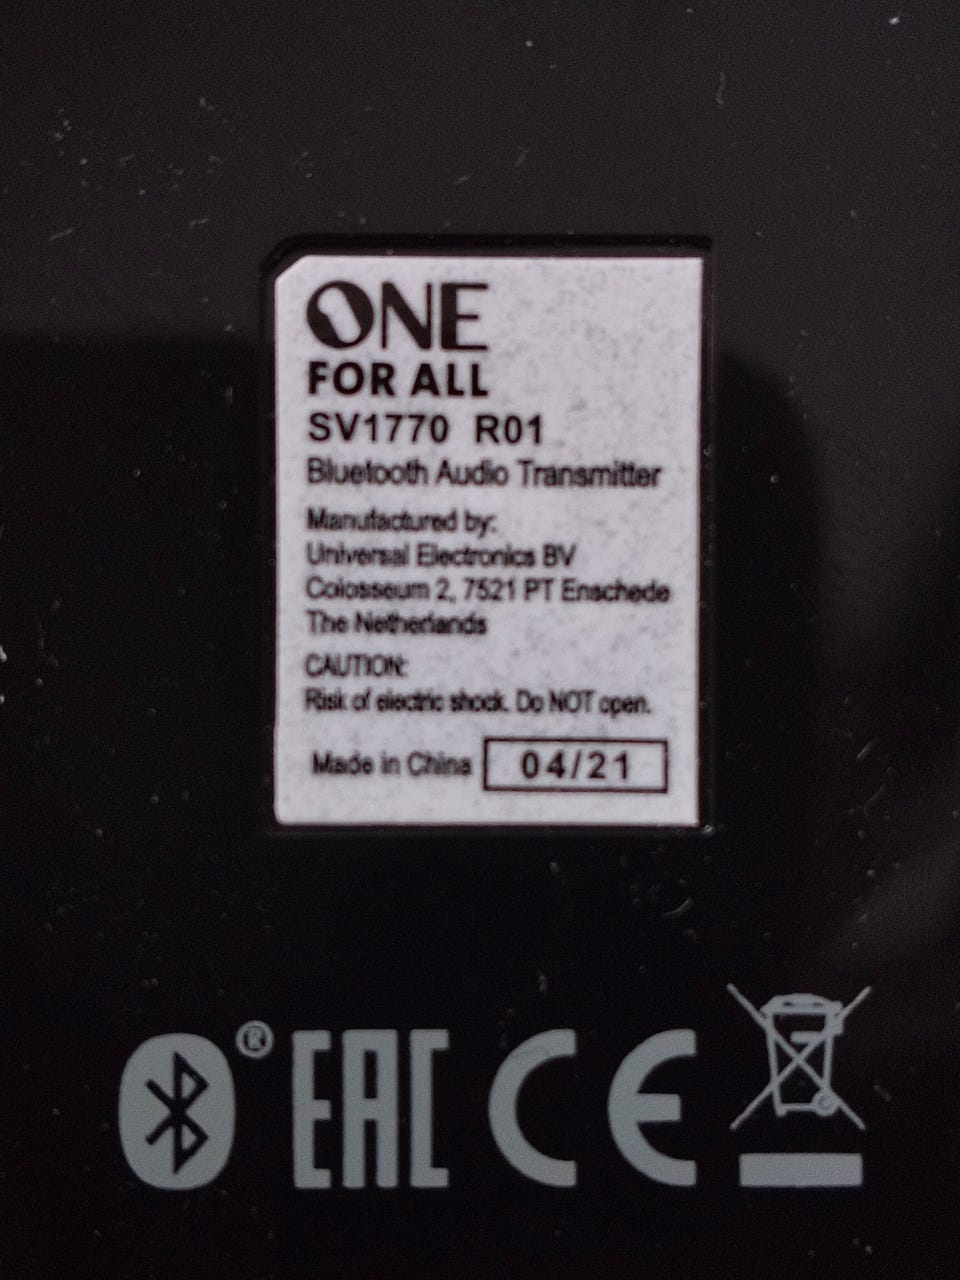 ONE
FOR ALL
SV1770 R01
Bluetooth Audio Transmitter
Manufactured by:
Universal Electronics BV
Colosseum 2, 7521 PT Enschede
The Netherlands
CAUTION:
Risk of electric shock. Do NOT open.
Made in China 04/21
® EAC CE